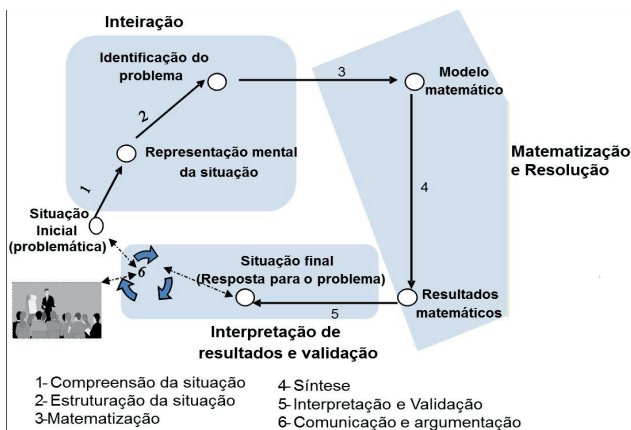 Inteiração
Identificação do
problema
3
Modelo
matemático
2
Representação mental
da situação
Matematização
e Resolução
1
4
Situação
Inicial
(problemática)
6
Situação final
(Resposta para o problema)
Resultados
matemáticos
5
Interpretação de
resultados e validação
1-Compreensão da situação
2-Estruturação da situação
3-Matematização
4-Síntese
5-Interpretação e Validação
6-Comunicação e argumentação